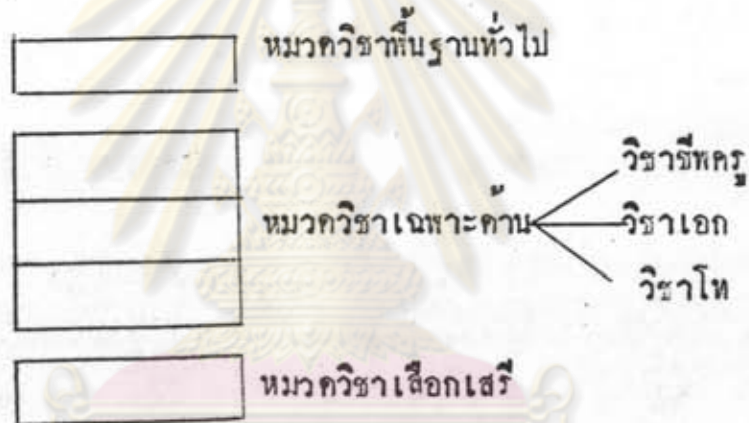 หมวดวิชาพื้นฐานทั่วไป
วิชาชีพครู
หมวดวิชาเฉพาะด้าน
วิชาเอก
วิชาโท
หมวดวิชาเลือกเสรี